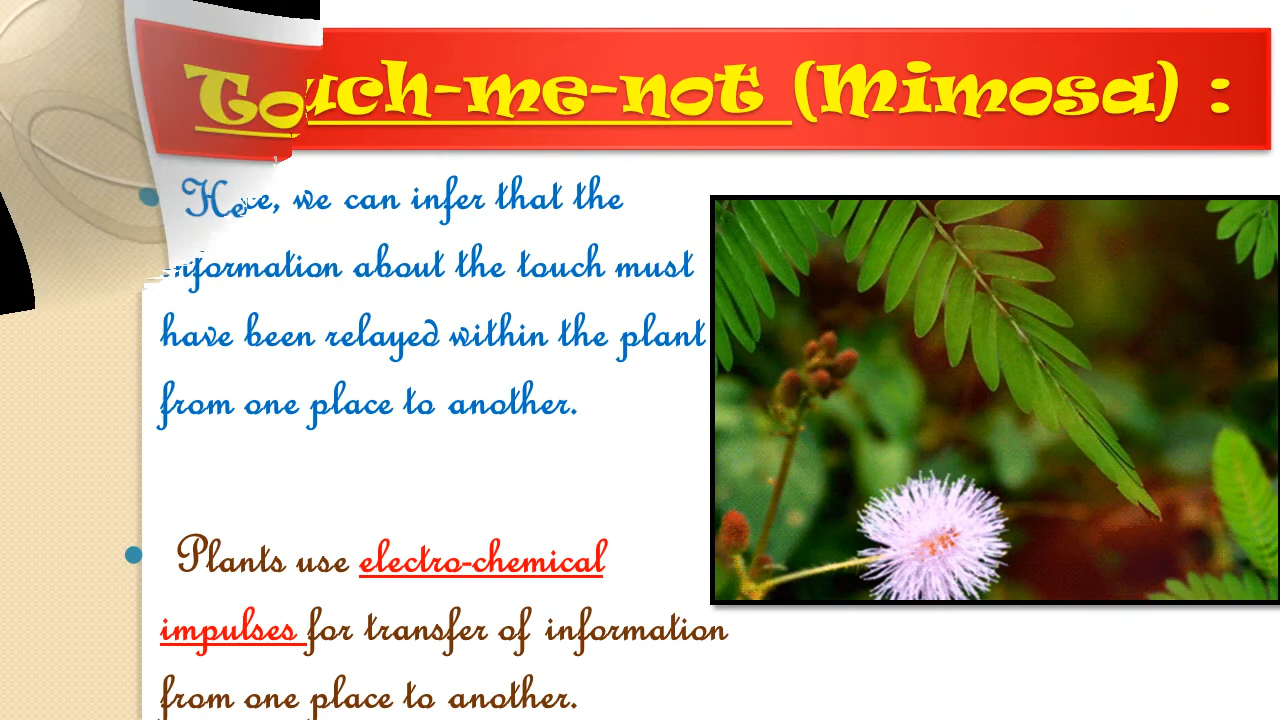 Touch-me-not (Mimosa) :
Here, we can infer that the
information about the touch must
have been relayed within the plant
from one place to another.
Plants use electro-chemical
impulses for transfer of information
from one place to another.